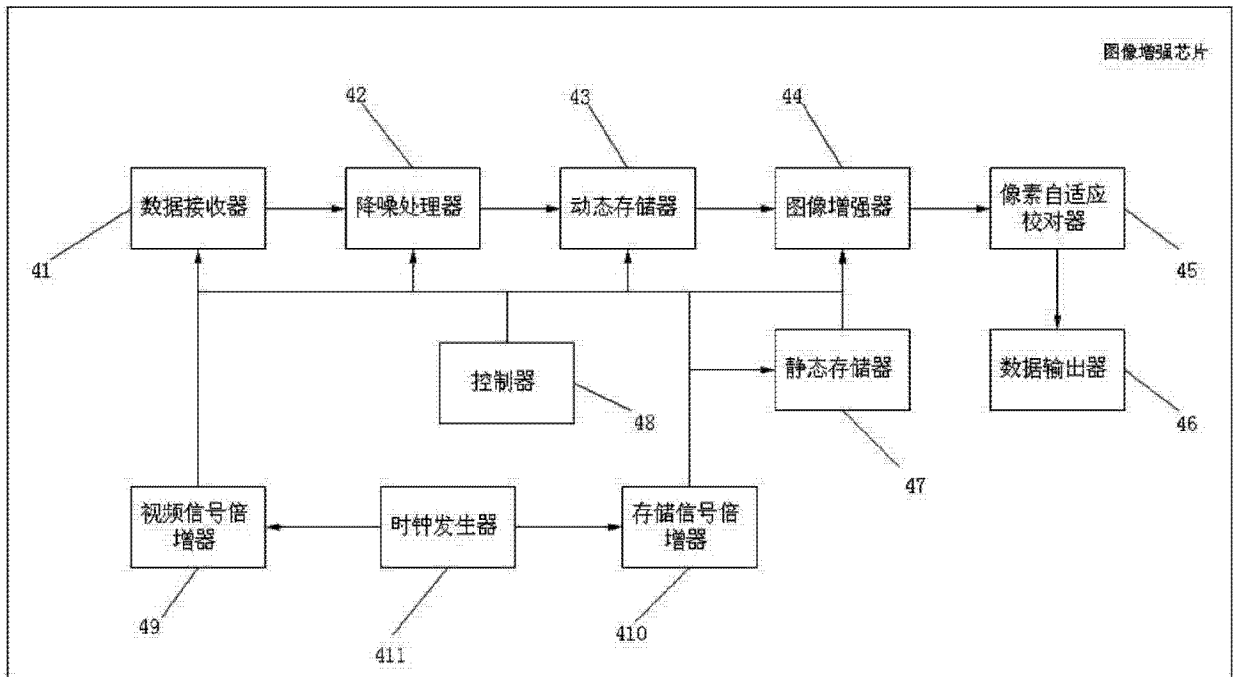 图像增强芯片
42
43
44
数据接收器
降噪处理器
动态存储器
图像增强器
像素自适应
校对器
41
45
控制器
静态存储器
数据输出器
48
46
47
视频信号倍
增器
时钟发生器
存储信号倍
增器
49
411
410